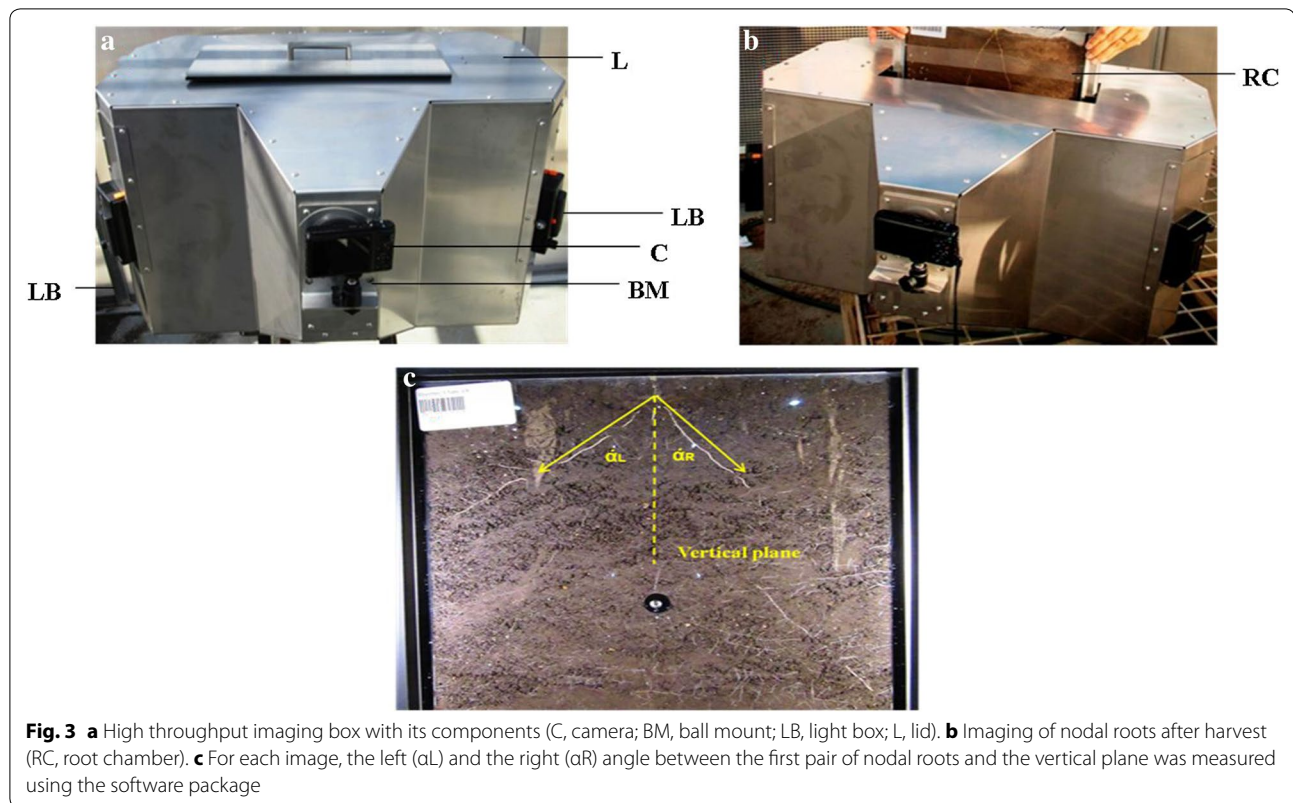 a
L
LB
C
BM
LB
b
RC
c
άL
άR
Vertical plane
Fig. 3 a High throughput imaging box with its components (C, camera; BM, ball mount; LB, light box; L, lid). b Imaging of nodal roots after harvest
(RC, root chamber). c For each image, the left (αL) and the right (αR) angle between the first pair of nodal roots and the vertical plane was measured
using the software package